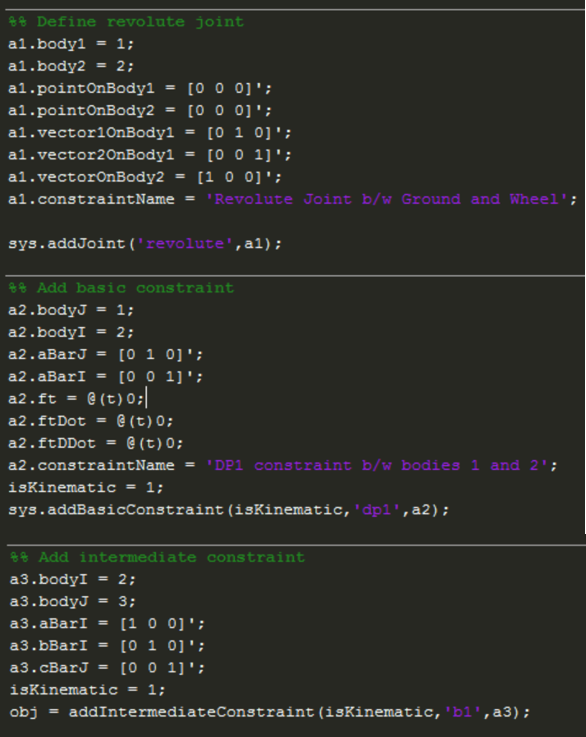 %% Define revolute joint
a1.body1 = 1;
a1.body2 = 2;
a1.pointOnBody1 = [0 0 0]';
a1.pointOnBody2 = [0 0 0]';
a1.vector1OnBody1 = [0 1 0]';
a1.vector2OnBody1 = [0 0 1]';
a1.vectorOnBody2 = [1 0 0]';
a1.constraintName = 'Revolute Joint b/w Ground and Wheel';
sys.addJoint('revolute',a1);
%% Add basic constraint
a2.bodyJ = 1;
a2.bodyI = 2;
a2.aBarJ = [0 1 0]';
a2.aBarI = [0 0 1]';
a2.ft = @(t)0;
a2.ftDot = @(t)0;
a2.ftDDot = @(t)0;
a2.constraintName = 'DP1 constraint b/w bodies 1 and 2';
isKinematic = 1;
sys.addBasicConstraint(isKinematic,'dp1',a2);
%% Add intermediate constraint
a3.bodyI = 2;
a3.bodyJ = 3;
a3.aBarI = [1 0 0]';
a3.bBarI = [0 1 0]';
a3.cBarJ = [0 0 1]';
isKinematic = 1;
obj = addIntermediateConstraint(isKinematic,'b1',a3);